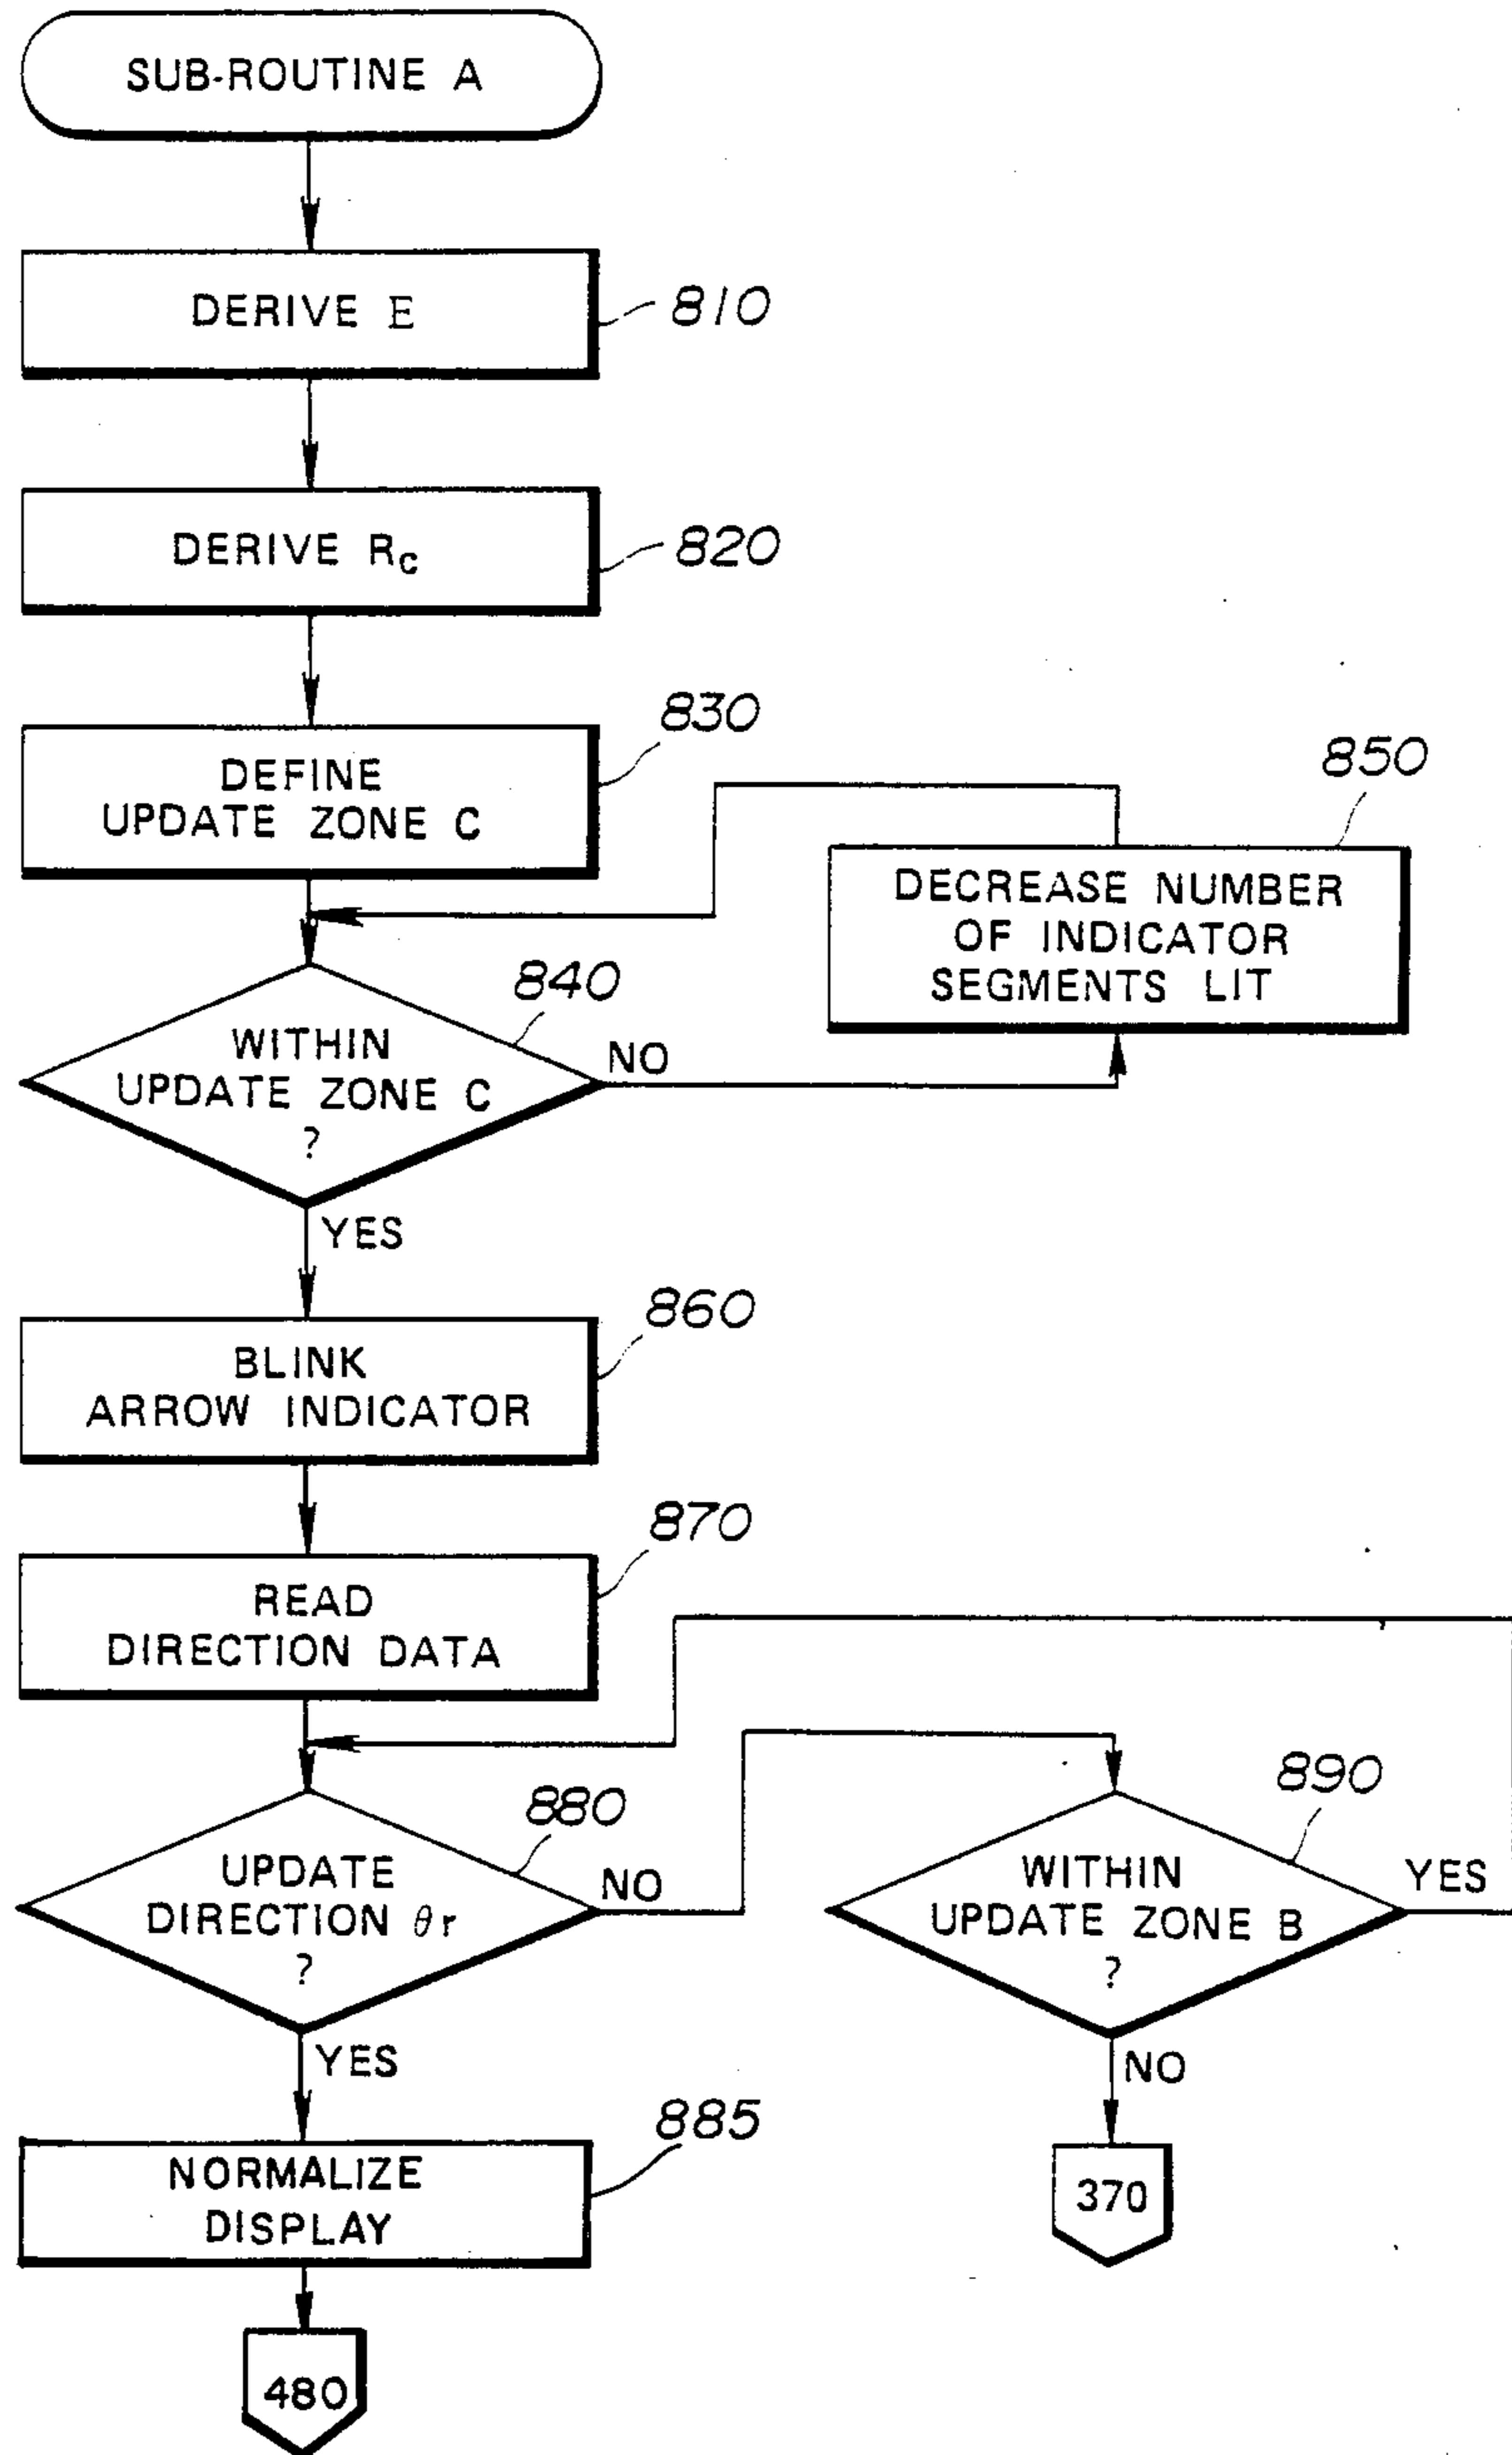 SUB-ROUTINE A
DERIVE E
810
DERIVE Rc
820
830
DEFINE
UPDATE ZONE C
850
DECREASE NUMBER
OF INDICATOR
SEGMENTS LIT
840
WITHIN
UPDATE ZONE C
?
NO
YES
860
BLINK
ARROW INDICATOR
870
READ
DIRECTION DATA
880
UPDATE
DIRECTION θr
?
NO
890
WITHIN
UPDATE ZONE B
?
YES
YES
NO
885
NORMALIZE
DISPLAY
370
480